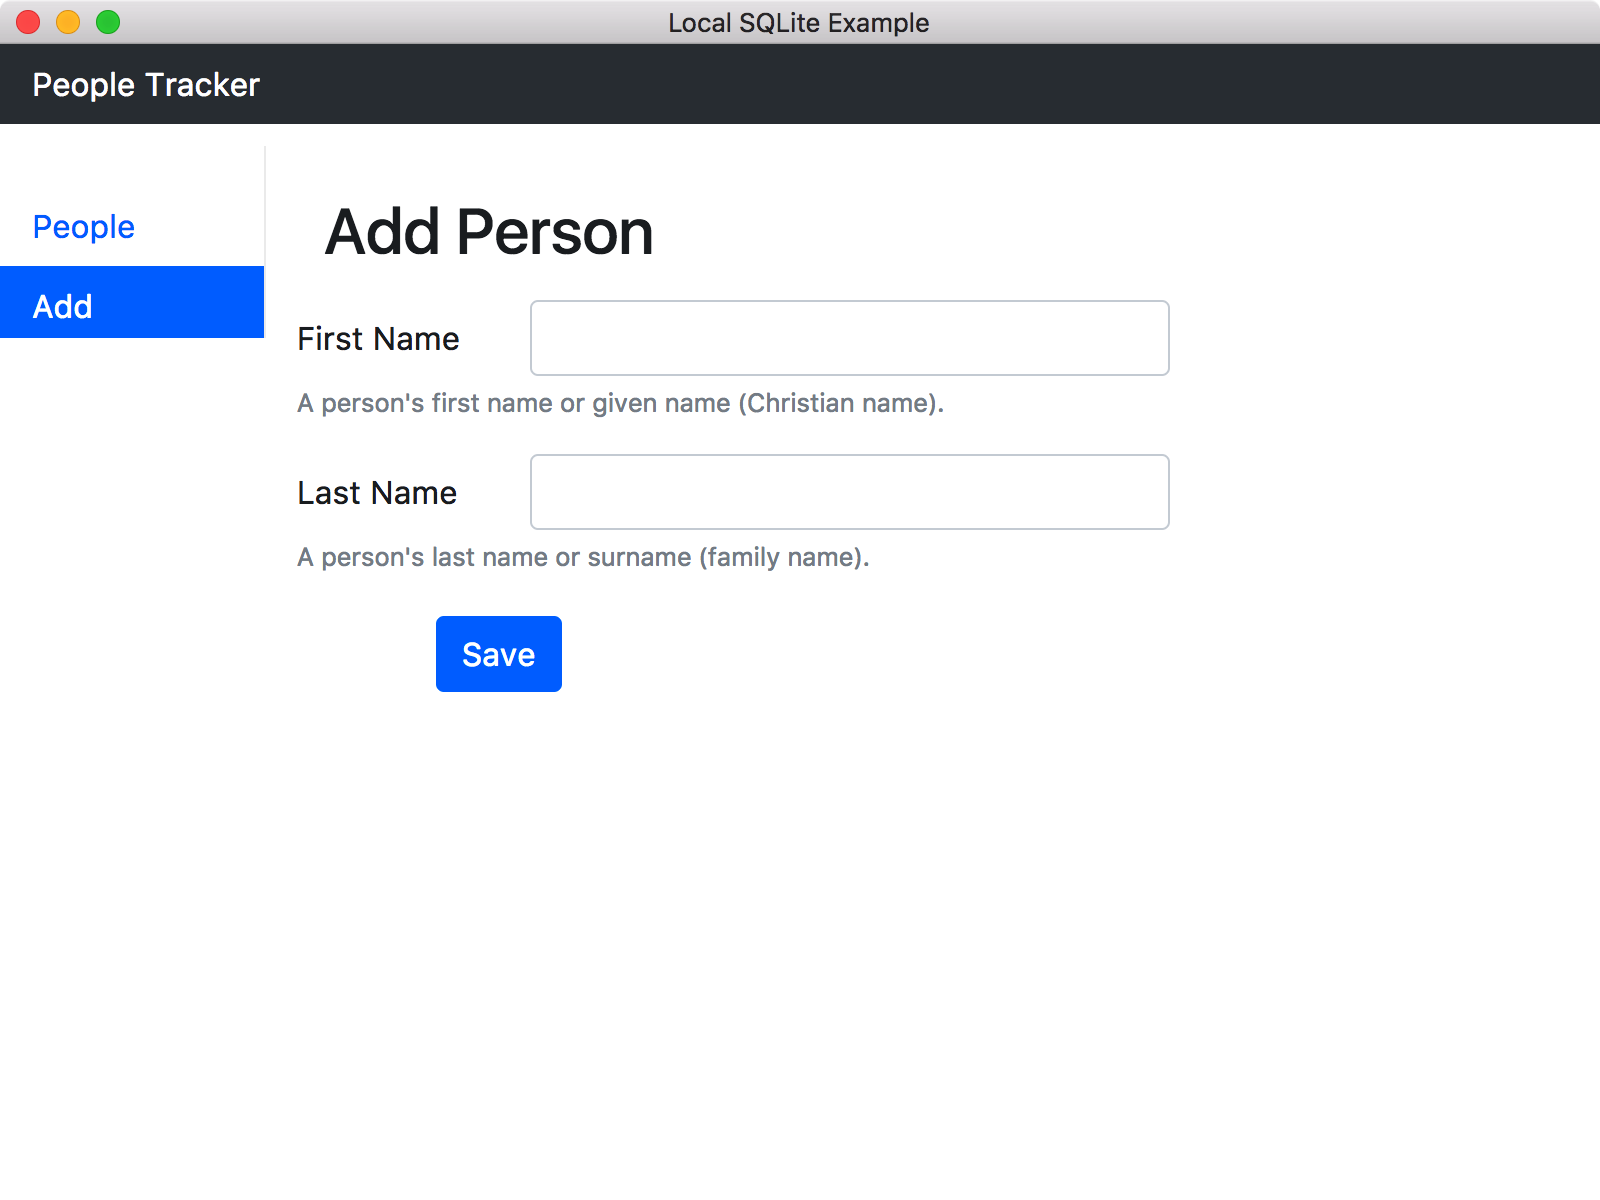 Local SQLite Example
People Tracker
People
Add
Add Person
First Name
A person's first name or given name (Christian name).
Last Name
A person's last name or surname (family name).
Save